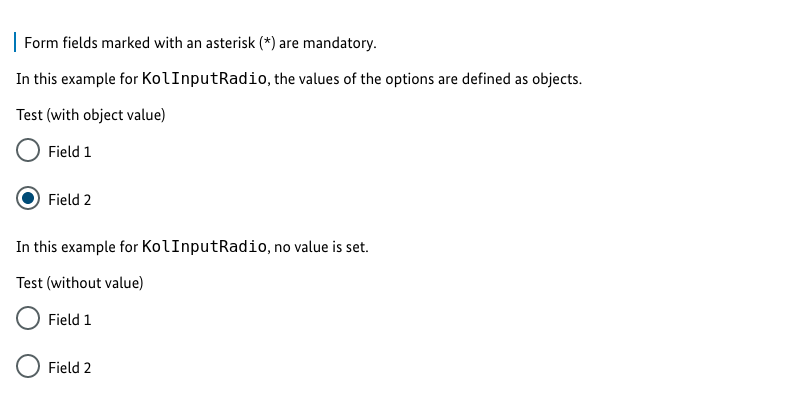 Form fields marked with an asterisk (*) are mandatory.
In this example for KolInputRadio, the values of the options are defined as objects.
Test (with object value)
Field 1
Field 2
In this example for KolInputRadio, no value is set.
Test (without value)
Field 1
Field 2